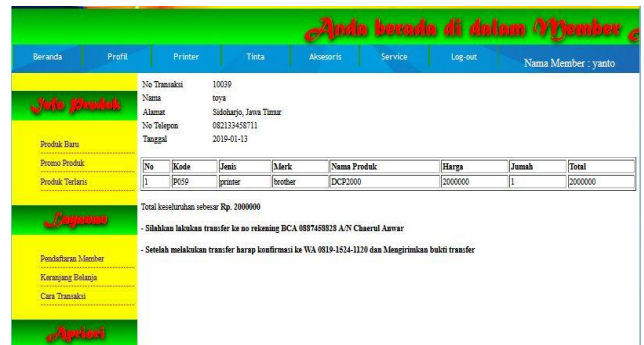 Anda berada di dalam Member
Beranda Profil Printer Tinta Aksesoris Service Log-out Nama Member : yanto
Info Produk
Produk Baru
Promo Produk
Produk Terlaris
Layanan
Pendaftaran Member
Keranjang Belanja
Cara Transaksi
Apriori
No Transaksi 10039
Nama toya
Alamat Sidoharjo, Jawa Timur
No Telepon 082133458711
Tanggal 2019-01-13
No Kode Jenis Merk Nama Produk Harga Jumah Total
1 P059 printer brother DCP2000 2000000 1 2000000
Total keseluruhan sebesar Rp. 2000000
- Silahkan lakukan transfer ke no rekening BCA 0887458828 A/N Chaerul Anwar
- Setelah melakukan transfer harap konfirmasi ke WA 0819-1524-1120 dan Mengirimkan bukti transfer